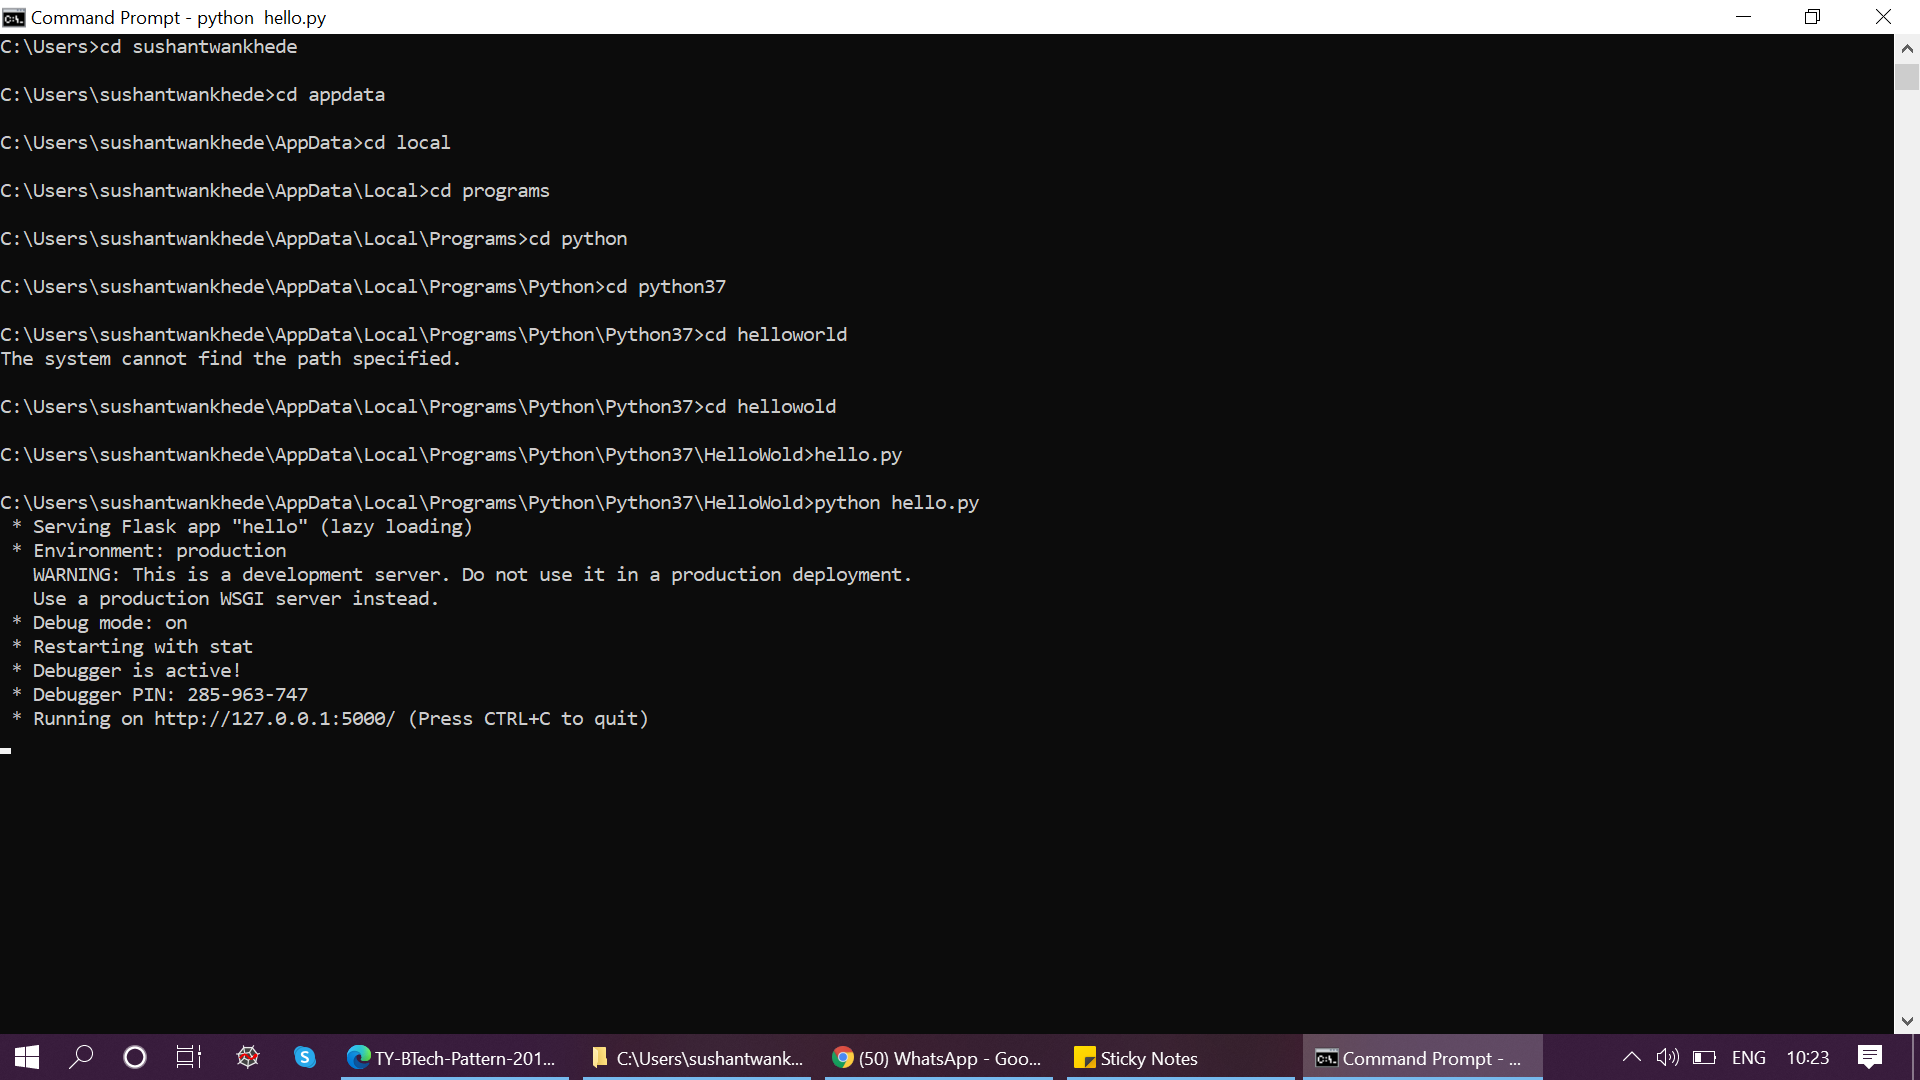 Command Prompt - python  hello.py
C:\Users>cd sushantwankhede
C:\Users\sushantwankhede>cd appdata
C:\Users\sushantwankhede\AppData>cd local
C:\Users\sushantwankhede\AppData\Local>cd programs
C:\Users\sushantwankhede\AppData\Local\Programs>cd python
C:\Users\sushantwankhede\AppData\Local\Programs\Python>cd python37
C:\Users\sushantwankhede\AppData\Local\Programs\Python\Python37>cd helloworld
The system cannot find the path specified.
C:\Users\sushantwankhede\AppData\Local\Programs\Python\Python37>cd hellowold
C:\Users\sushantwankhede\AppData\Local\Programs\Python\Python37\HelloWold>hello.py
C:\Users\sushantwankhede\AppData\Local\Programs\Python\Python37\HelloWold>python hello.py
 * Serving Flask app "hello" (lazy loading)
 * Environment: production
   WARNING: This is a development server. Do not use it in a production deployment.
   Use a production WSGI server instead.
 * Debug mode: on
 * Restarting with stat
 * Debugger is active!
 * Debugger PIN: 285-963-747
 * Running on http://127.0.0.1:5000/ (Press CTRL+C to quit)
TY-BTech-Pattern-201... C:\Users\sushantwank... (50) WhatsApp - Goo... Sticky Notes Command Prompt - ... ENG 10:23